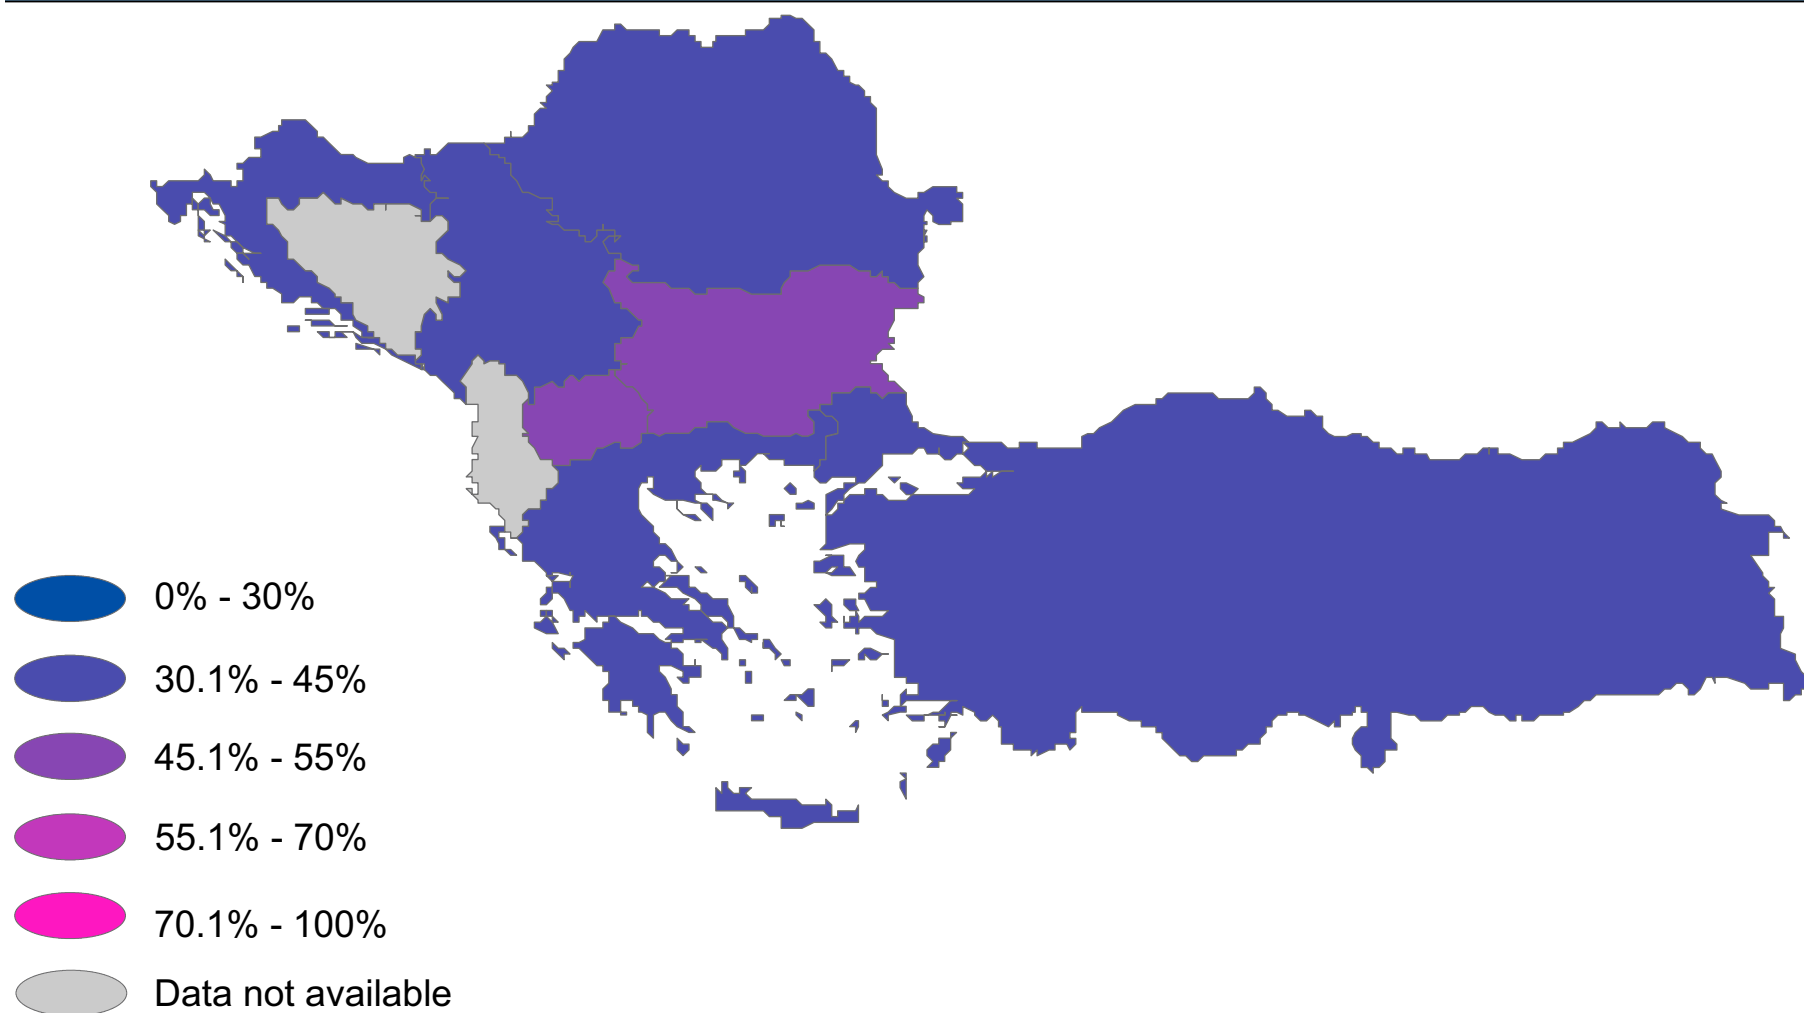 0% - 30%
30.1% - 45%
45.1% - 55%
55.1% - 70%
70.1% - 100%
Data not available